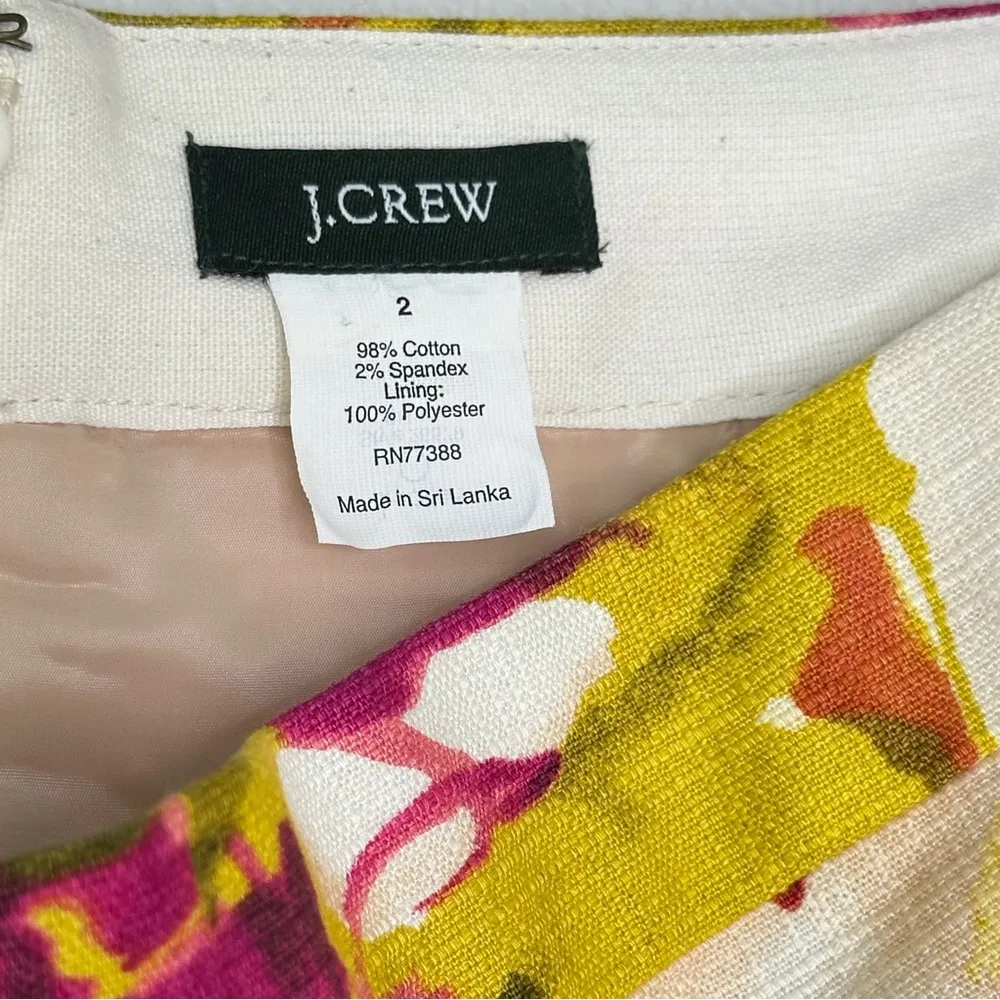 J.CREW
2
98% Cotton
2% Spandex
Lining:
100% Polyester
RN77388
Made in Sri Lanka